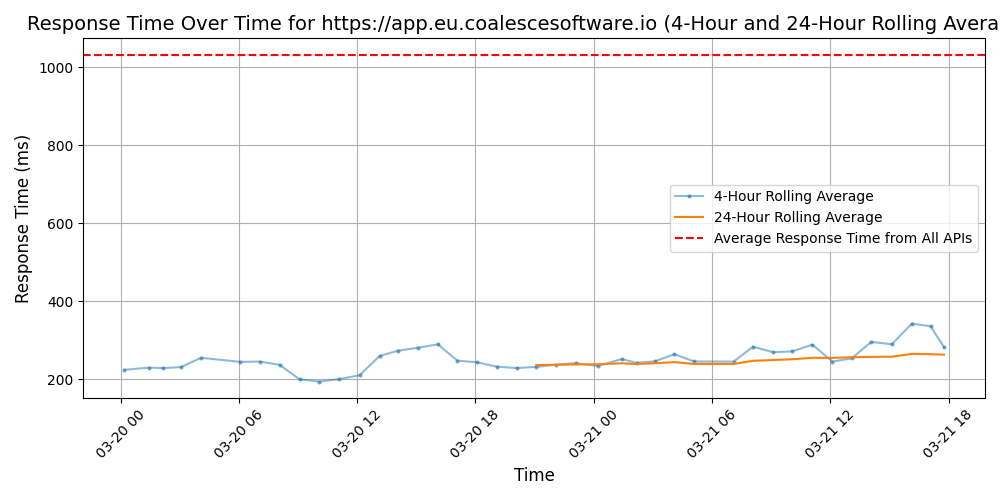 Response Time Over Time for https://app.eu.coalescesoftware.io (4-Hour and 24-Hour Rolling Avera
Response Time (ms)
1000
800
600
400
200
4-Hour Rolling Average
24-Hour Rolling Average
Average Response Time from All APIs
03-20 00
03-20 06
03-20 12
03-20 18
03-21 00
03-21 06
03-21 12
03-21 18
Time